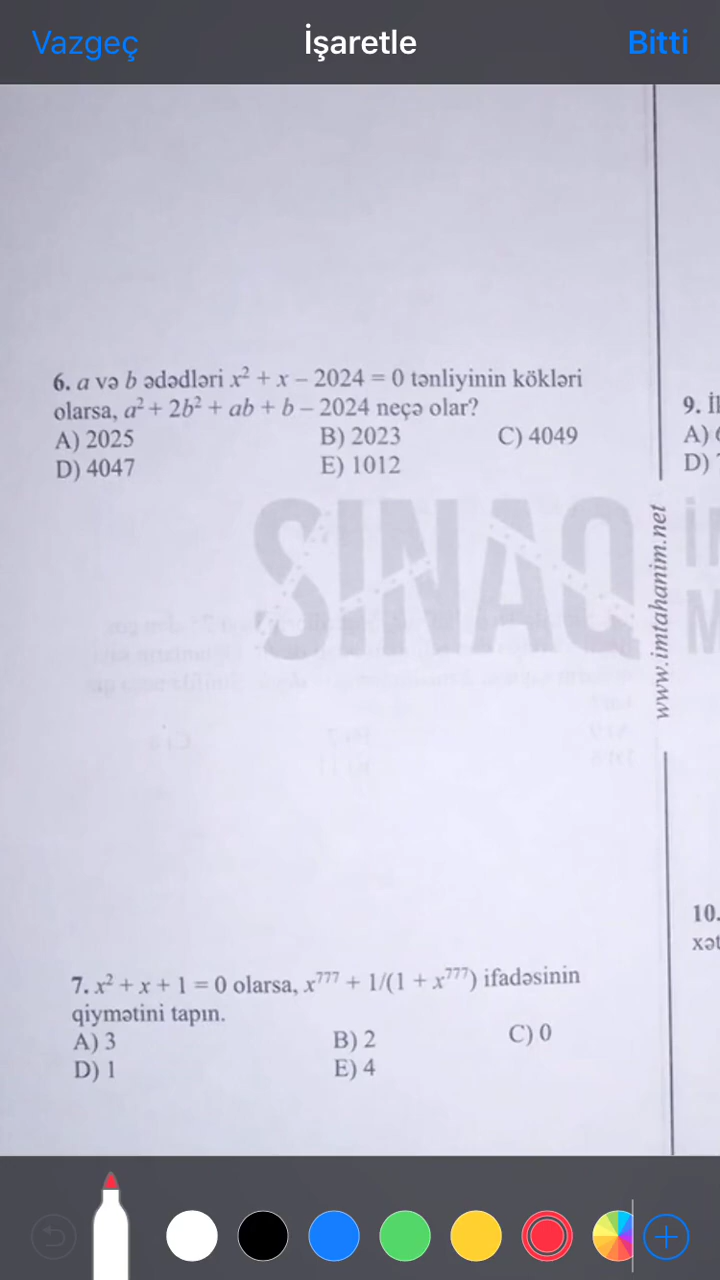 Vazgeç İşaretle Bitti
6. a və b ədədləri x² + x − 2024 = 0 tənliyinin kökləri
olarsa, a² + 2b² + ab + b − 2024 neçə olar?
A) 2025 B) 2023 C) 4049
D) 4047 E) 1012
SINAQ
7. x² + x + 1 = 0 olarsa, x⁷⁷⁷ + 1/(1 + x⁷⁷⁷) ifadəsinin
qiymətini tapın.
A) 3 B) 2 C) 0
D) 1 E) 4
www.imtahanim.net
9. İl
A)
D)
10.
xət